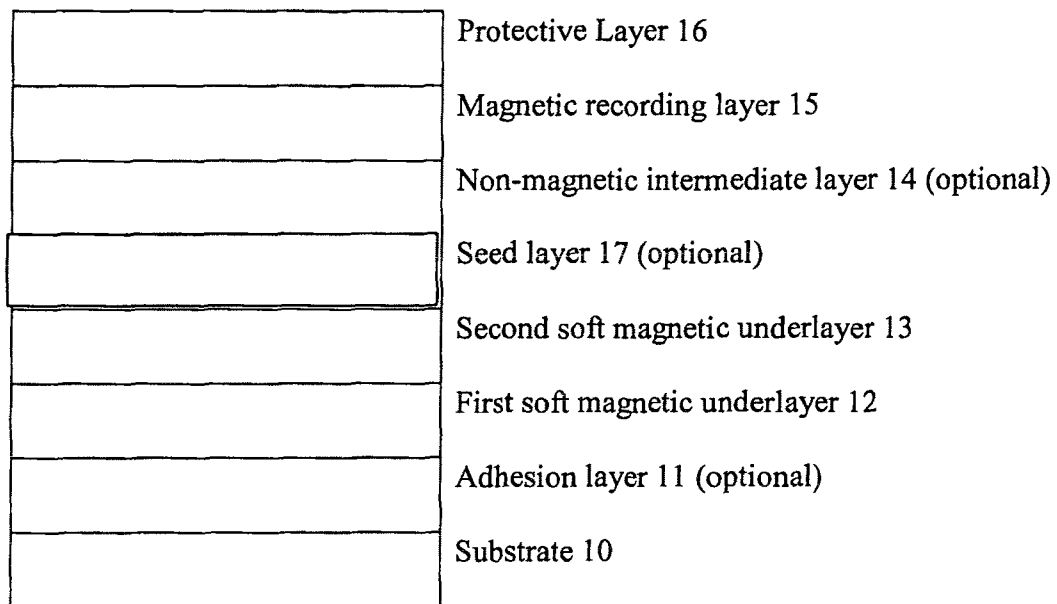 Protective Layer 16
Magnetic recording layer 15
Non-magnetic intermediate layer 14 (optional)
Seed layer 17 (optional)
Second soft magnetic underlayer 13
First soft magnetic underlayer 12
Adhesion layer 11 (optional)
Substrate 10